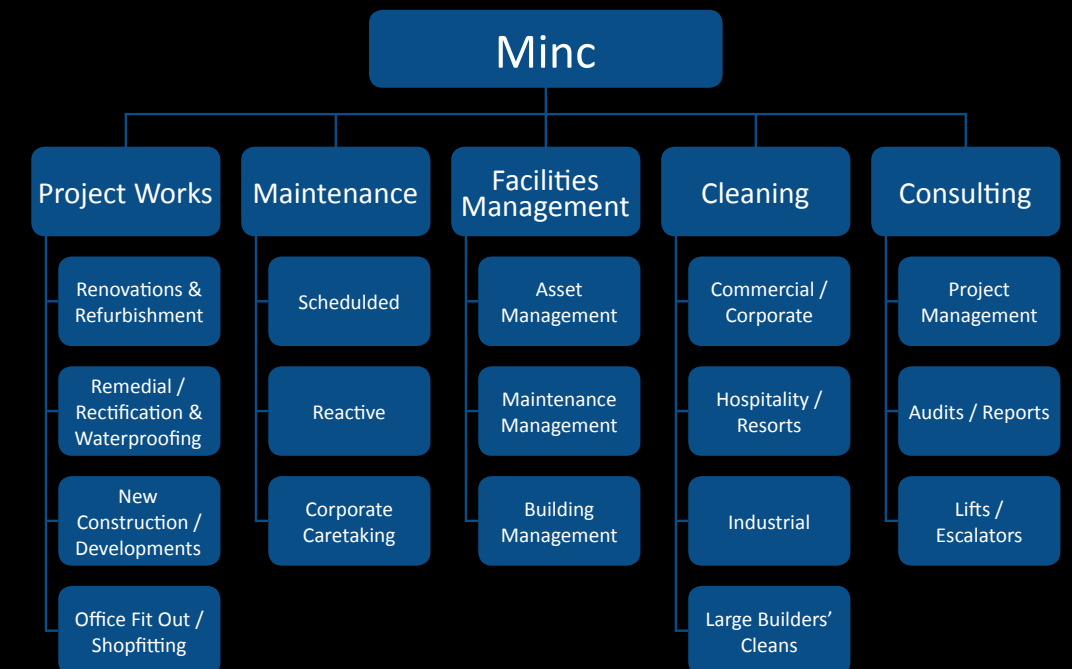 Minc
Project Works
Maintenance
Facilities
Management
Cleaning
Consulting
Renovations &
Refurbishment
Remedial /
Rectification &
Waterproofing
New
Construction /
Developments
Office Fit Out /
Shopfitting
Schedulded
Reactive
Corporate
Caretaking
Asset
Management
Maintenance
Management
Building
Management
Commercial /
Corporate
Hospitality /
Resorts
Industrial
Large Builders’
Cleans
Project
Management
Audits / Reports
Lifts /
Escalators